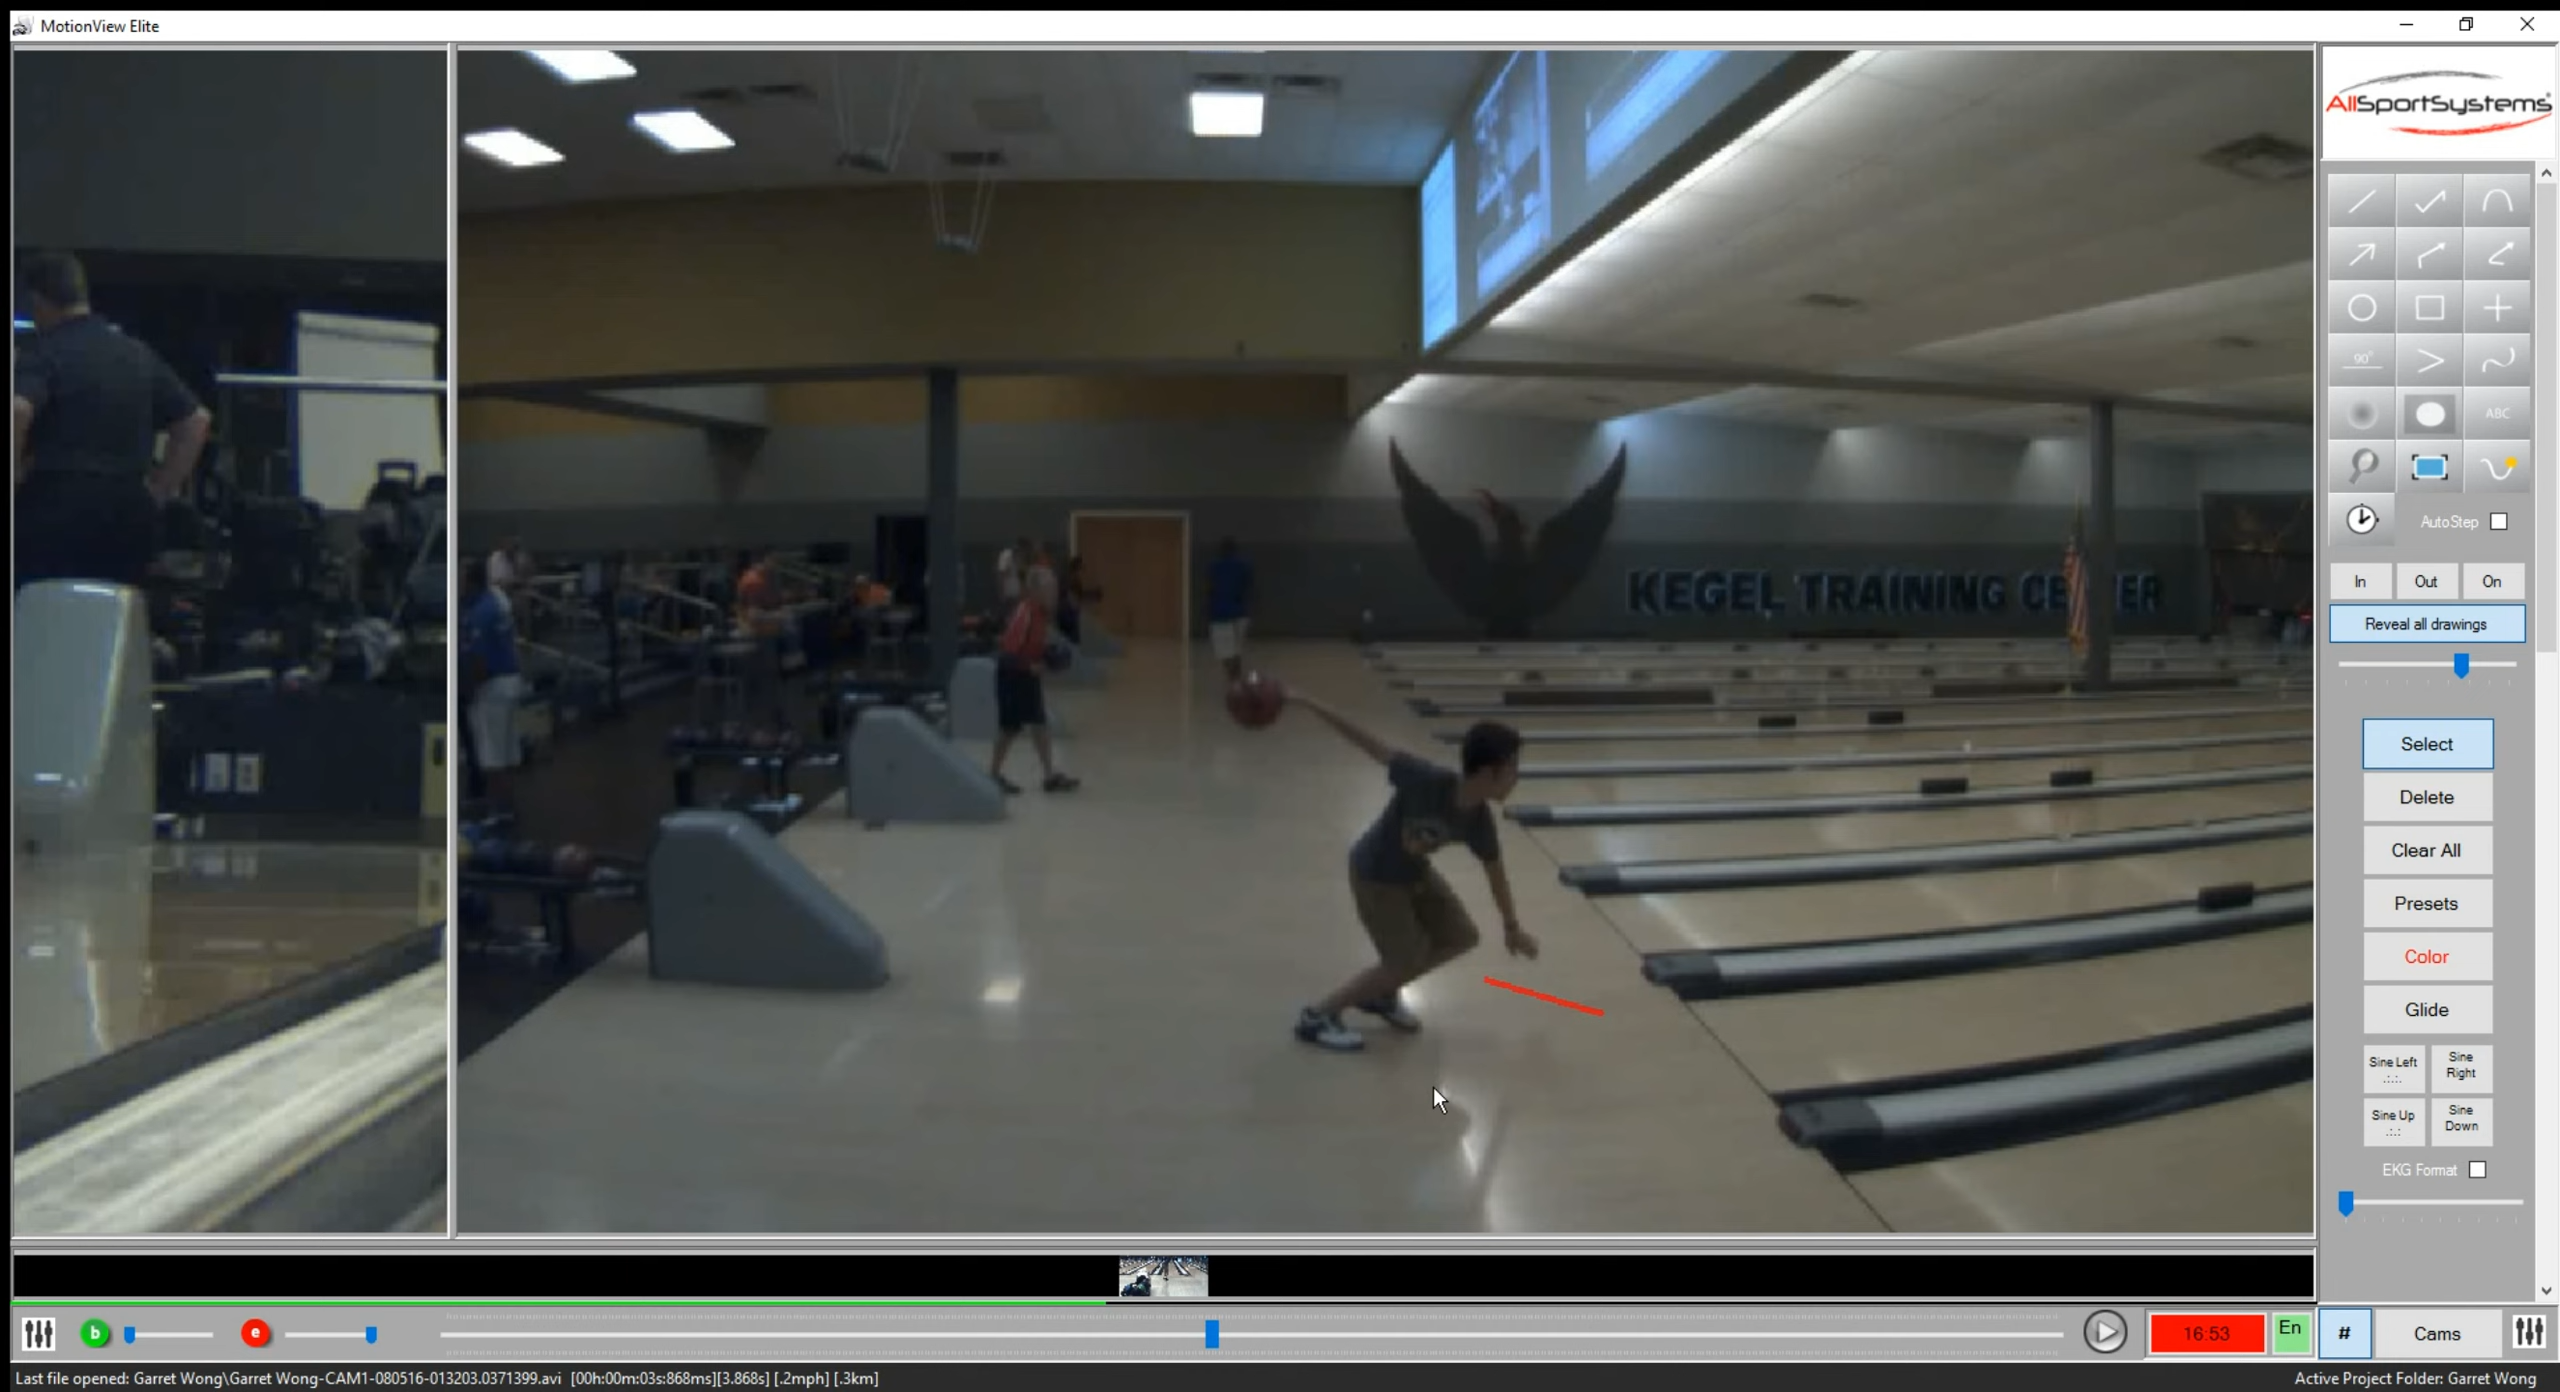 MotionView Elite
AllSportSystems
90°
ABC
AutoStep
In
Out
On
Reveal all drawings
KEGEL TRAINING CE ER
Select
Delete
Clear All
Presets
Color
Glide
Sine Left
Sine Right
Sine Up
Sine Down
EKG Format
b
e
16:53
En
#
Cams
Last file opened: Garret Wong\Garret Wong-CAM1-080516-013203.0371399.avi [00h:00m:03s:868ms][3.868s] [.2mph] [.3km]
Active Project Folder: Garret Wong